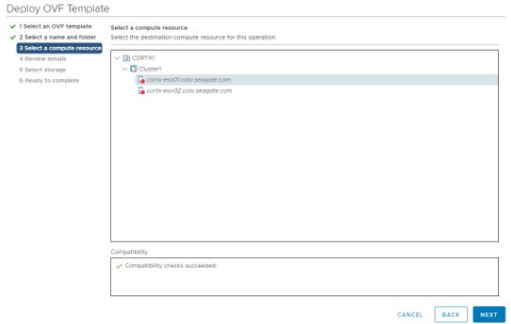 Deploy OVF Template
1 Select an OVF template
2 Select a name and folder
3 Select a compute resource
4 Review details
5 Select storage
6 Ready to complete
Select a compute resource
Select the destination compute resource for this operation
CORTX1
Cluster1
cortx-esx01.colo.seagate.com
cortx-esx02.colo.seagate.com
Compatibility
Compatibility checks succeeded.
CANCEL
BACK
NEXT